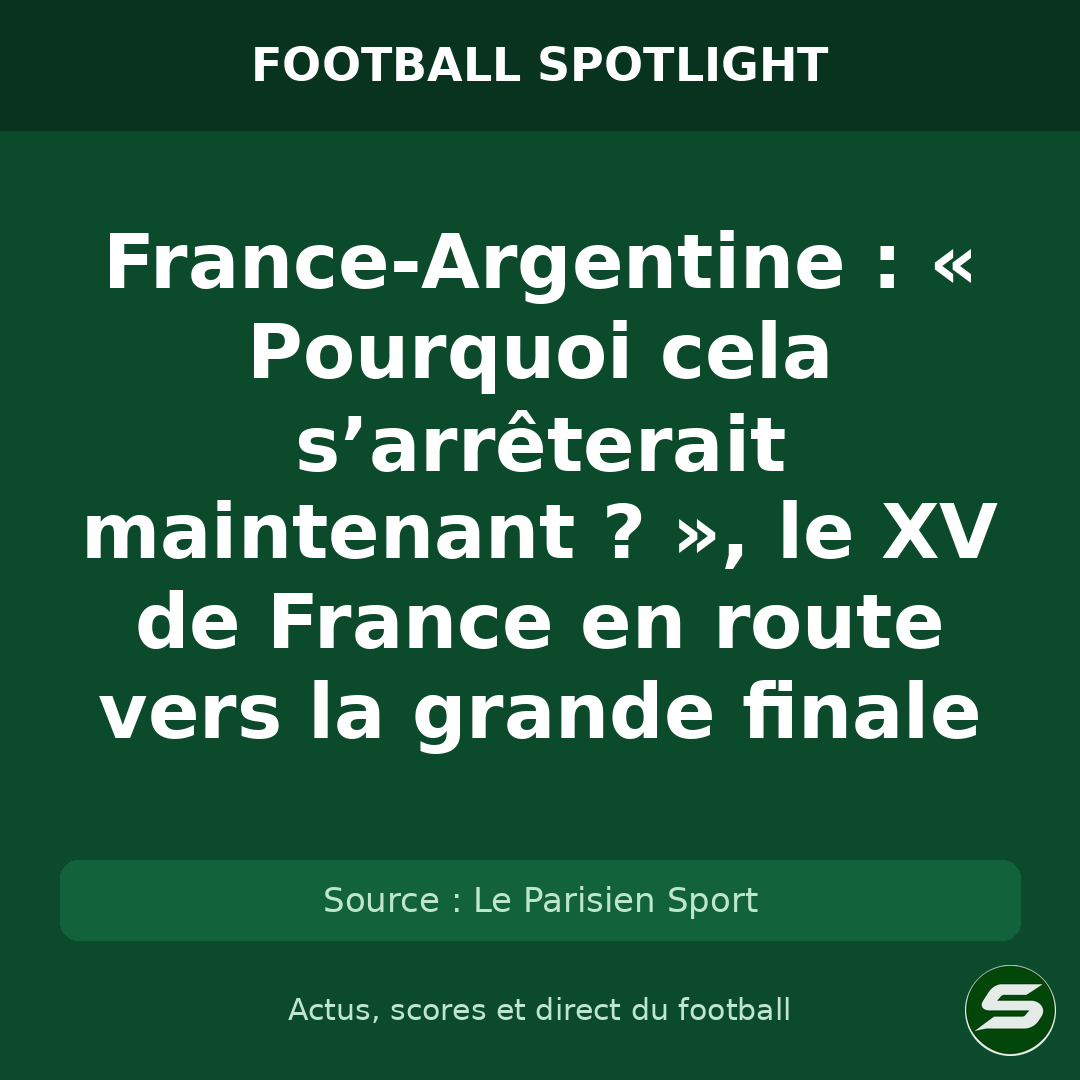 FOOTBALL SPOTLIGHT
France-Argentine : «
Pourquoi cela
s’arrêterait
maintenant ? », le XV
de France en route
vers la grande finale
Source : Le Parisien Sport
Actus, scores et direct du football